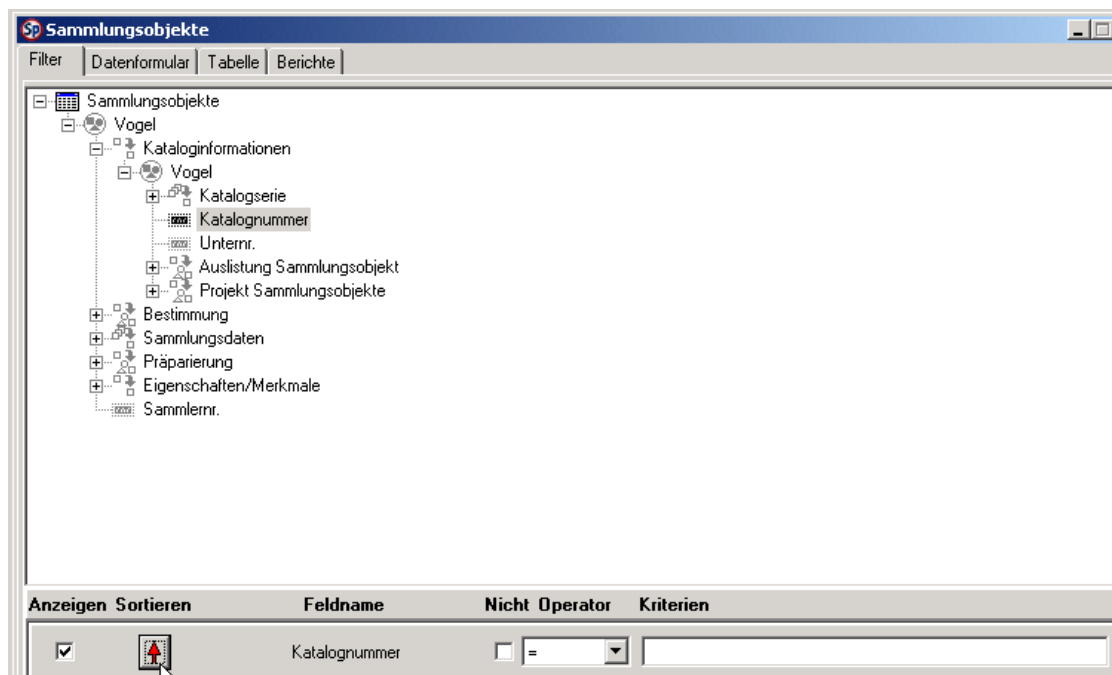 Sammlungsobjekte
Filter Datenformular Tabelle Berichte
Sammlungsobjekte
Vogel
Kataloginformationen
Vogel
Katalogserie
Katalognummer
Unternr.
Auslistung Sammlungsobjekt
Projekt Sammlungsobjekte
Bestimmung
Sammlungsdaten
Präparierung
Eigenschaften/Merkmale
Sammlernr.
Anzeigen Sortieren Feldname Nicht Operator Kriterien
Katalognummer =